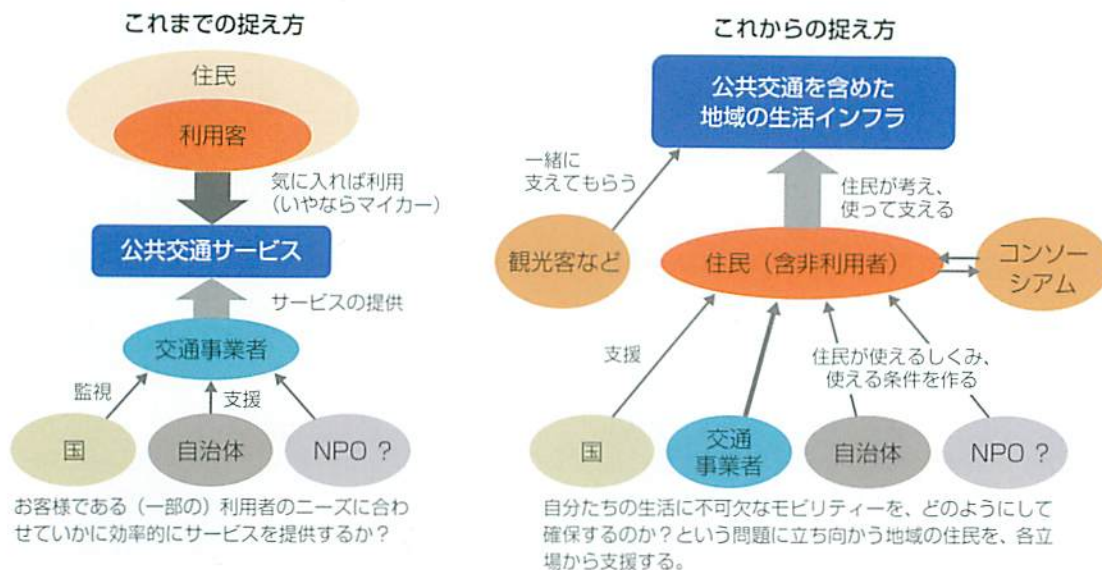 これまでの捉え方
住民
利用客
気に入れば利用
（いやならマイカー）
公共交通サービス
サービスの提供
交通事業者
監視
支援
国
自治体
NPO ?
お客様である（一部の）利用者のニーズに合わ
せていかに効率的にサービスを提供するか？
これからの捉え方
公共交通を含めた
地域の生活インフラ
一緒に
支えてもらう
住民が考え、
使って支える
観光客など
住民（含非利用者）
コンソー
シアム
支援
住民が使えるしくみ、
使える条件を作る
国
交通
事業者
自治体
NPO ?
自分たちの生活に不可欠なモビリティーを、どのようにして
確保するのか？という問題に立ち向かう地域の住民を、各立
場から支援する。